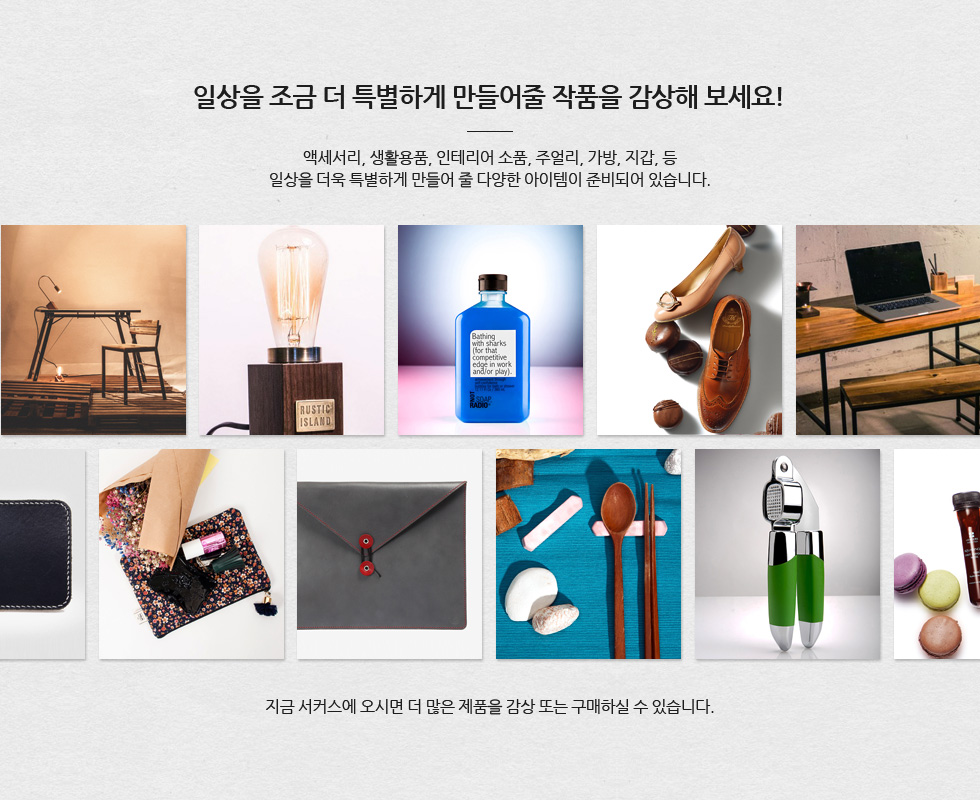 일상을 조금 더 특별하게 만들어줄 작품을 감상해 보세요!
액세서리, 생활용품, 인테리어 소품, 주얼리, 가방, 지갑, 등
일상을 더욱 특별하게 만들어 줄 다양한 아이템이 준비되어 있습니다.
RUSTIC
ISLAND
Bathing
with sharks
(for that
competitive
edge in work
and/or play).
NOT
SOAP,
RADIO
지금 서커스에 오시면 더 많은 제품을 감상 또는 구매하실 수 있습니다.